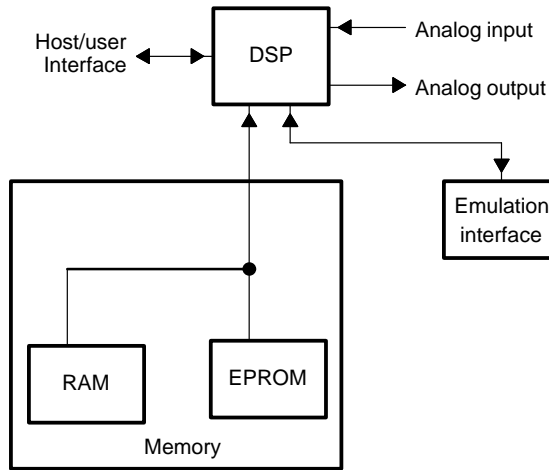 Host/user
Interface
DSP
Analog input
Analog output
Emulation
interface
RAM
EPROM
Memory